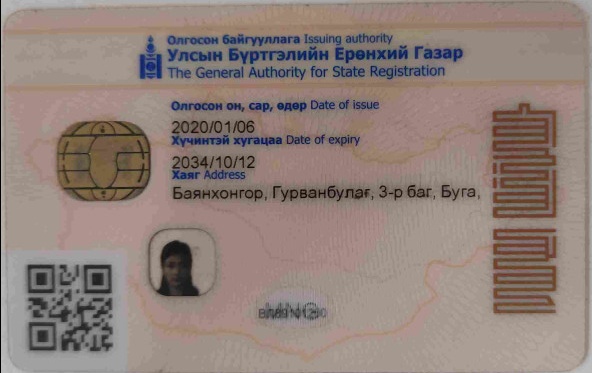 Олгосон байгууллага Issuing authority
Улсын Бүртгэлийн Ерөнхий Газар
The General Authority for State Registration
Олгосон он, сар, өдөр Date of issue
2020/01/06
Хүчинтэй хугацаа Date of expiry
2034/10/12
Хаяг Address
Баянхонгор, Гурванбулаг, 3-р баг, Буга,
MNG